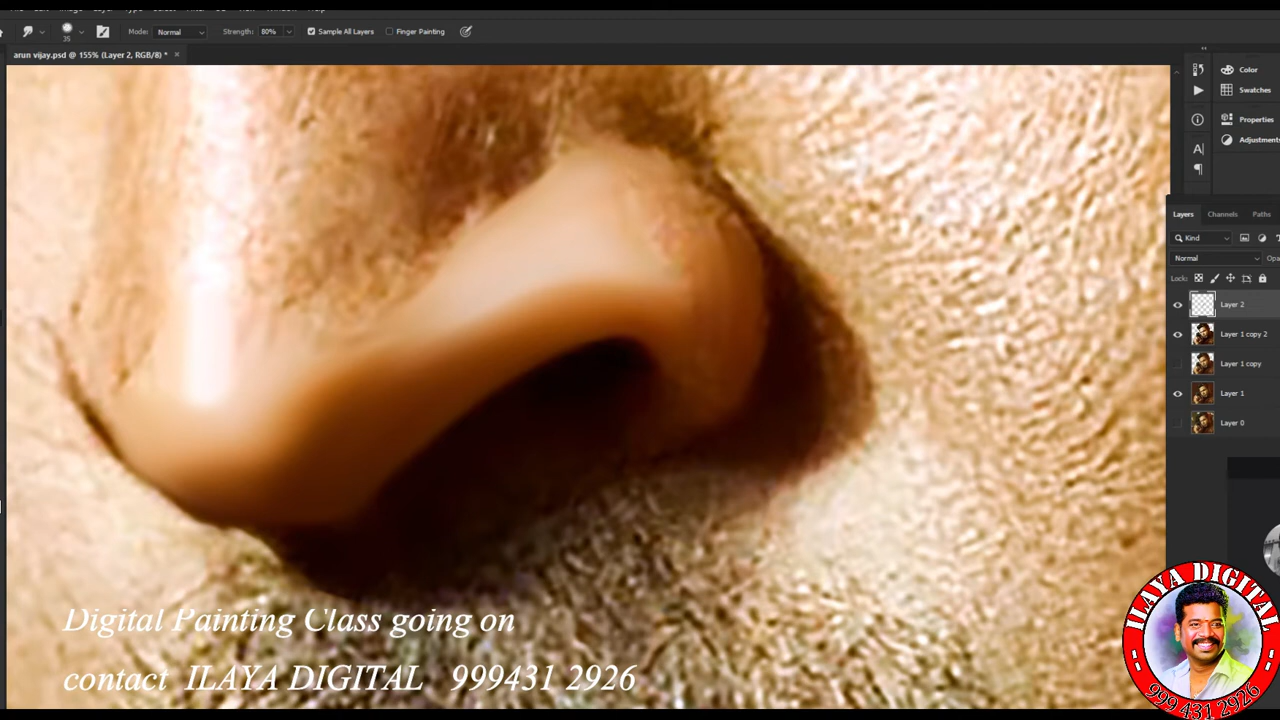 35
Mode: Normal
Strength: 80%
Sample All Layers
Finger Painting
arun vijay.psd @ 155% (Layer 2, RGB/8) *
Color
Swatches
Properties
Adjustments
Layers Channels Paths
Kind
Normal
Lock:
Layer 2
Layer 1 copy 2
Layer 1 copy
Layer 1
Layer 0
Digital Painting Class going on
contact ILAYA DIGITAL 999431 2926
ILAYA DIGITAL
999 431 2926